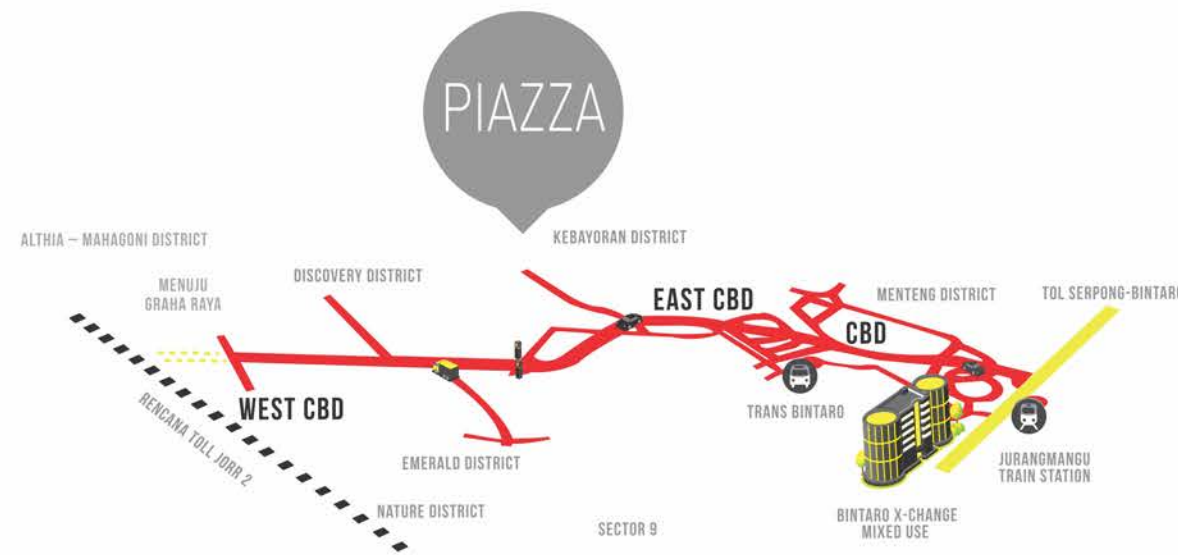 PIAZZA
KEBAYORAN DISTRICT
ALTHIA – MAHAGONI DISTRICT
MENUJU
GRAHA RAYA
DISCOVERY DISTRICT
EAST CBD
MENTENG DISTRICT
TOL SERPONG-BINTARO
CBD
WEST CBD
TRANS BINTARO
RENCANA TOLL JORR 2
EMERALD DISTRICT
JURANGMANGU
TRAIN STATION
NATURE DISTRICT
SECTOR 9
BINTARO X-CHANGE
MIXED USE